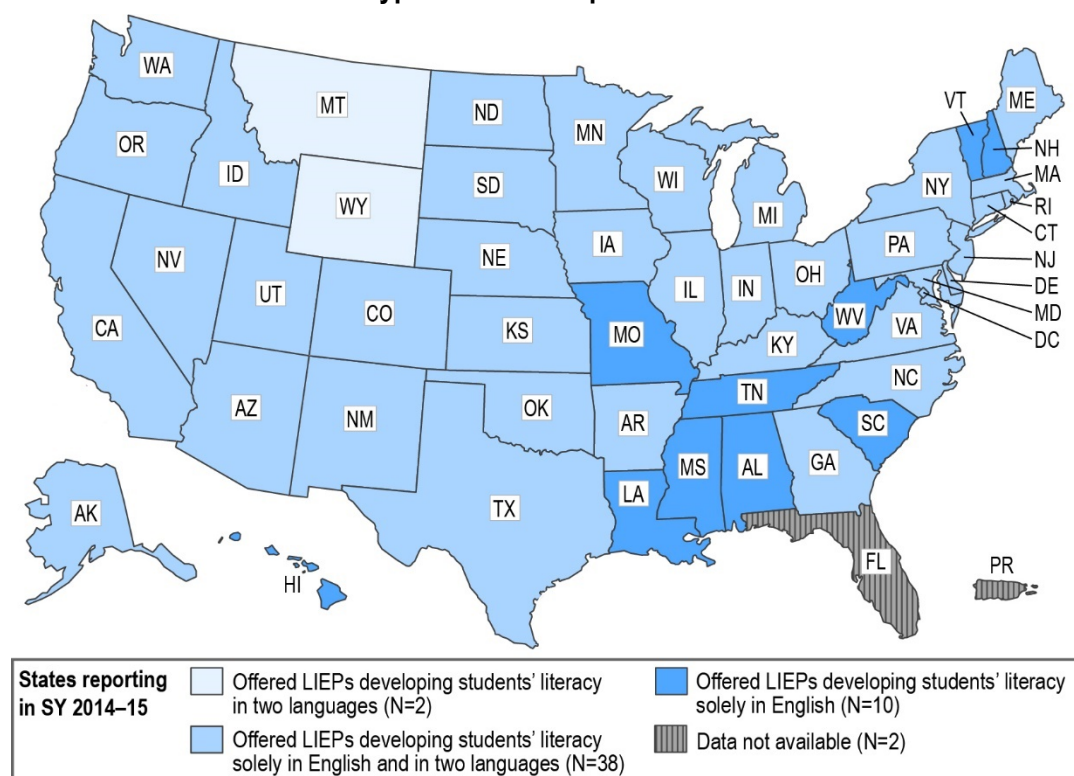 WA
MT
ND
MN
VT
ME
OR
ID
SD
WI
NH
MA
NY
WY
MI
RI
CT
IA
PA
NJ
NE
NV
OH
DE
UT
IL
IN
MD
CO
WV
CA
KS
MO
VA
DC
KY
NC
TN
AZ
NM
OK
AR
SC
MS
AL
GA
LA
TX
AK
FL
PR
HI
States reporting
in SY 2014–15
Offered LIEPs developing students’ literacy
in two languages (N=2)
Offered LIEPs developing students’ literacy
solely in English and in two languages (N=38)
Offered LIEPs developing students’ literacy
solely in English (N=10)
Data not available (N=2)